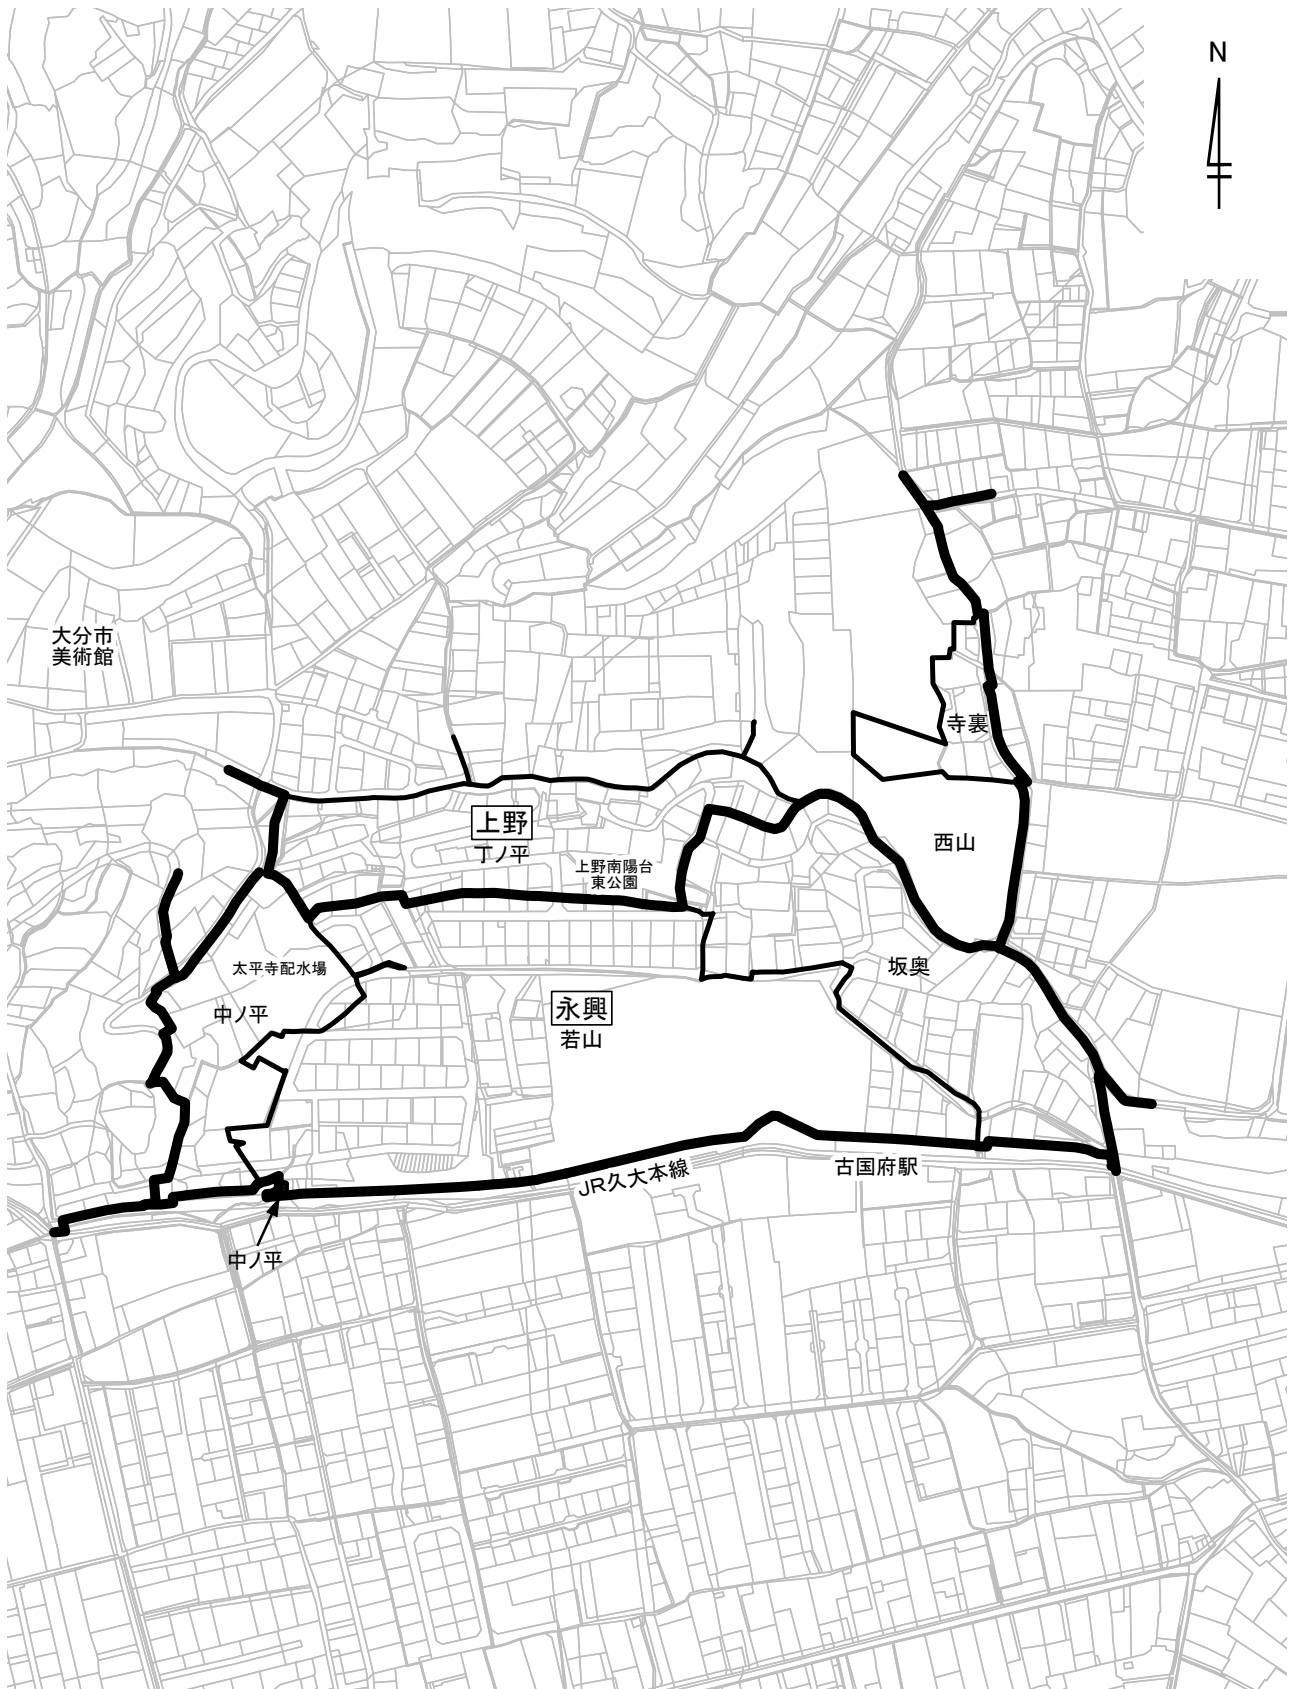 N
大分市
美術館
寺裏
上野
丁ノ平
西山
上野南陽台
東公園
太平寺配水場
坂奥
中ノ平
永興
若山
JR久大本線
古国府駅
中ノ平